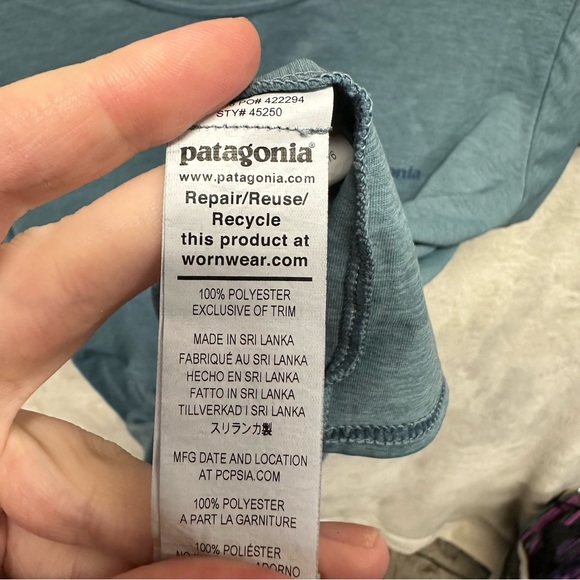 PO# 422294
STY# 45250
patagonia®
www.patagonia.com
Repair/Reuse/
Recycle
this product at
wornwear.com
100% POLYESTER
EXCLUSIVE OF TRIM
MADE IN SRI LANKA
FABRIQUÉ AU SRI LANKA
HECHO EN SRI LANKA
FATTO IN SRI LANKA
TILLVERKAD I SRI LANKA
スリランカ製
MFG DATE AND LOCATION
AT PCPSIA.COM
100% POLYESTER
A PART LA GARNITURE
100% POLIÉSTER
NO ADORNO
patagonia